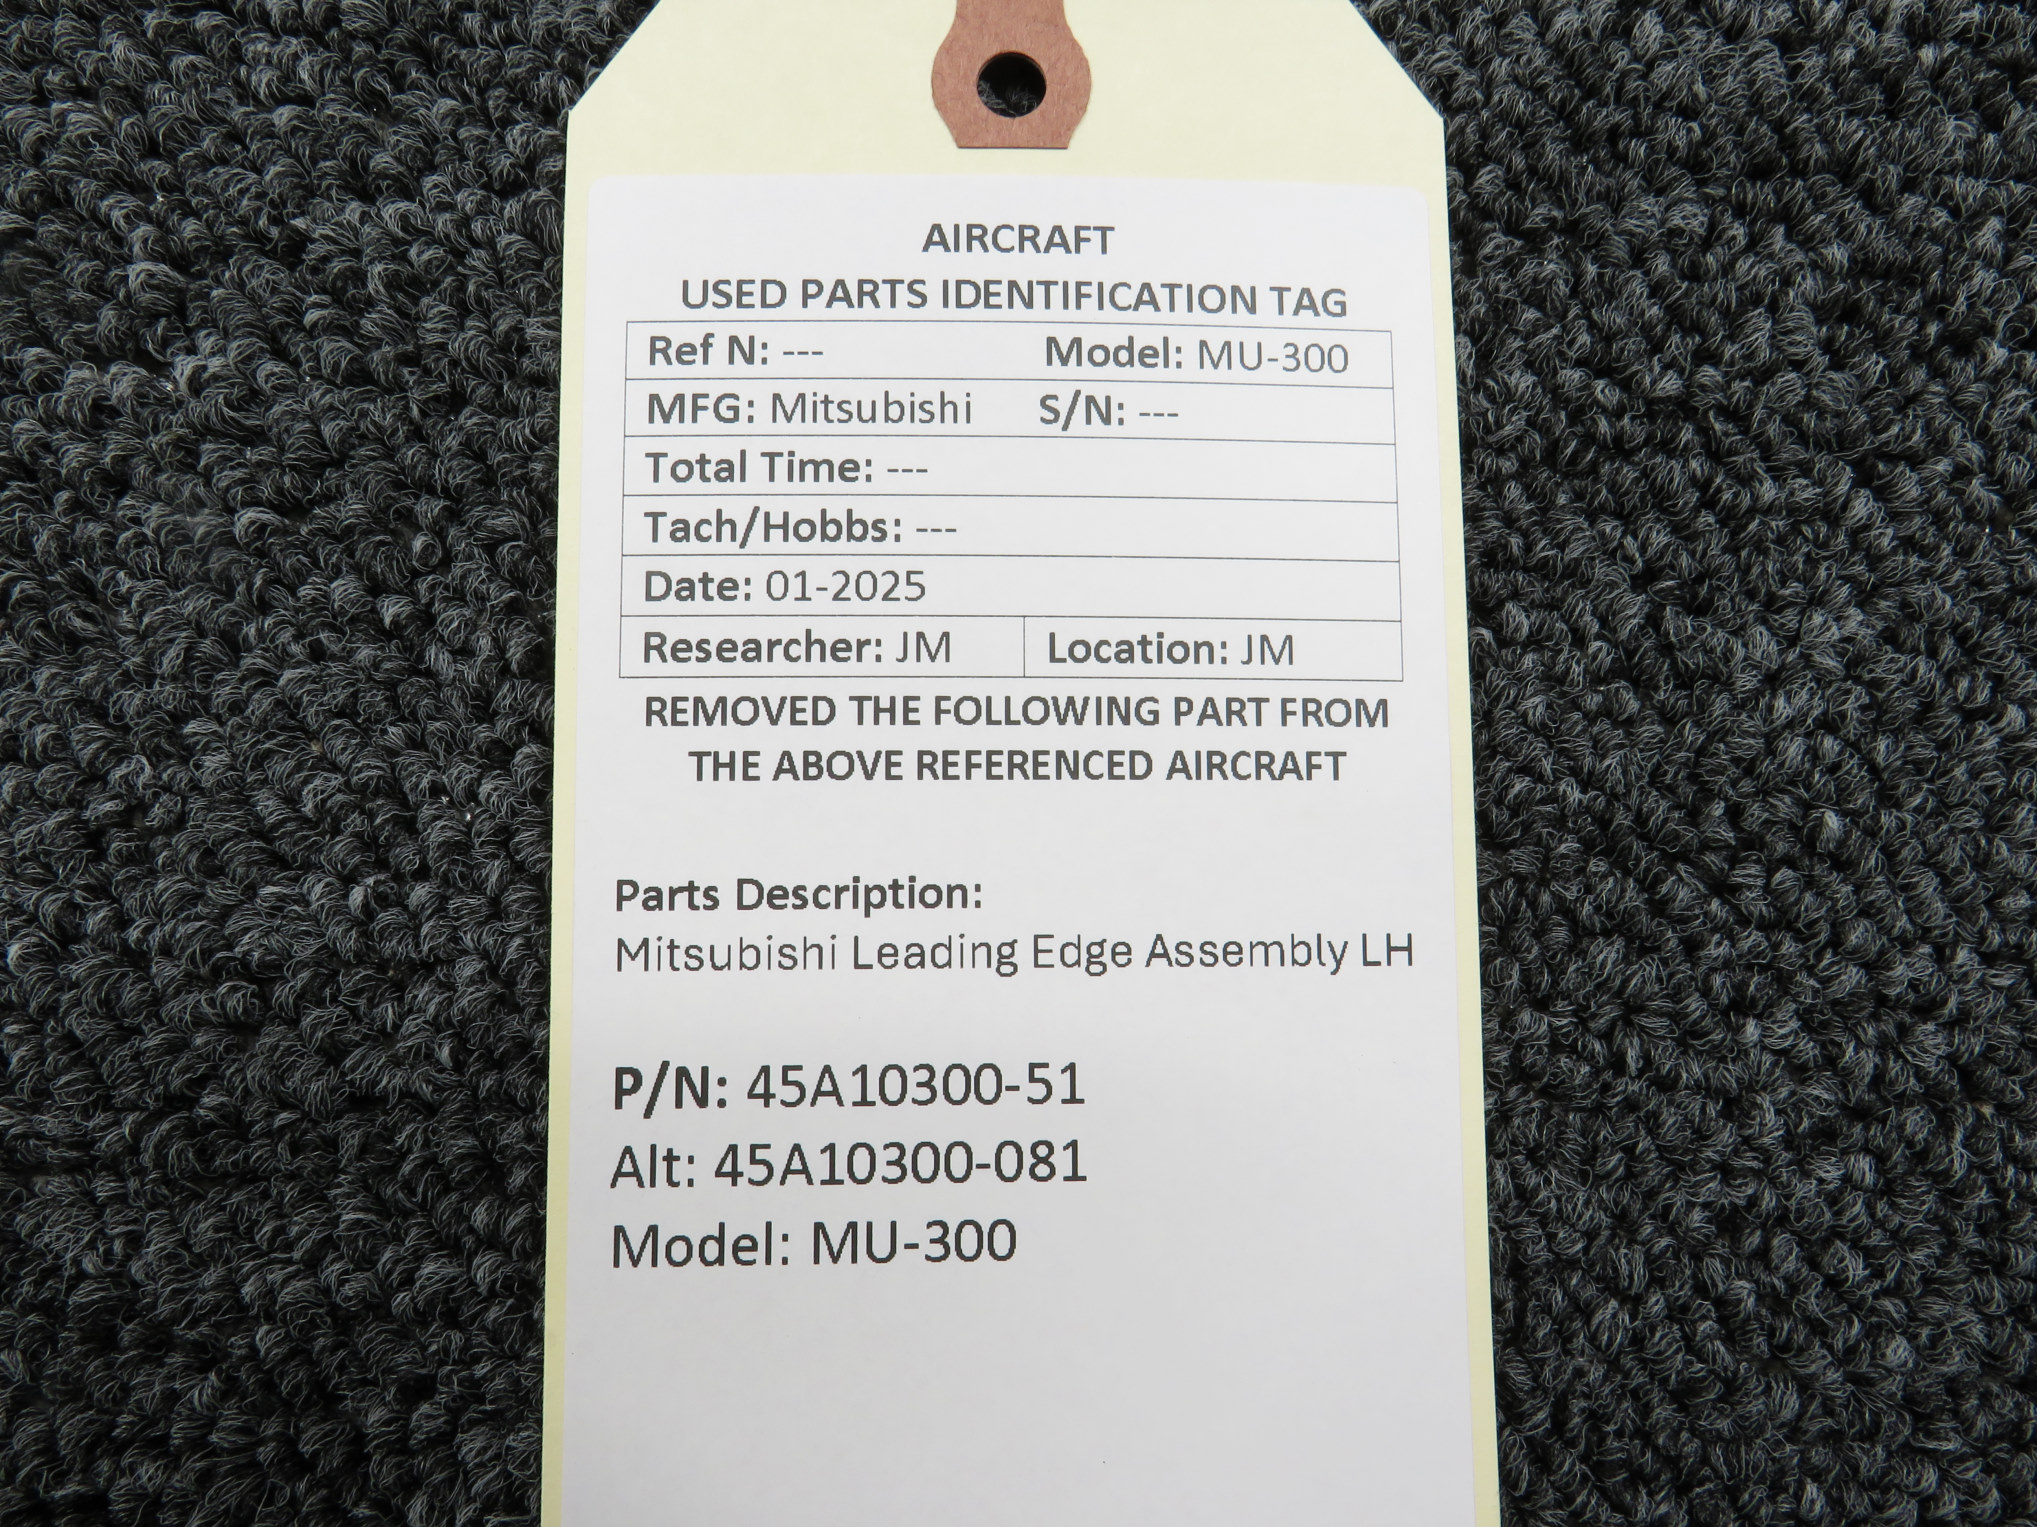 AIRCRAFT
USED PARTS IDENTIFICATION TAG
Ref N: --- Model: MU-300
MFG: Mitsubishi S/N: ---
Total Time: ---
Tach/Hobbs: ---
Date: 01-2025
Researcher: JM Location: JM
REMOVED THE FOLLOWING PART FROM
THE ABOVE REFERENCED AIRCRAFT
Parts Description:
Mitsubishi Leading Edge Assembly LH
P/N: 45A10300-51
Alt: 45A10300-081
Model: MU-300